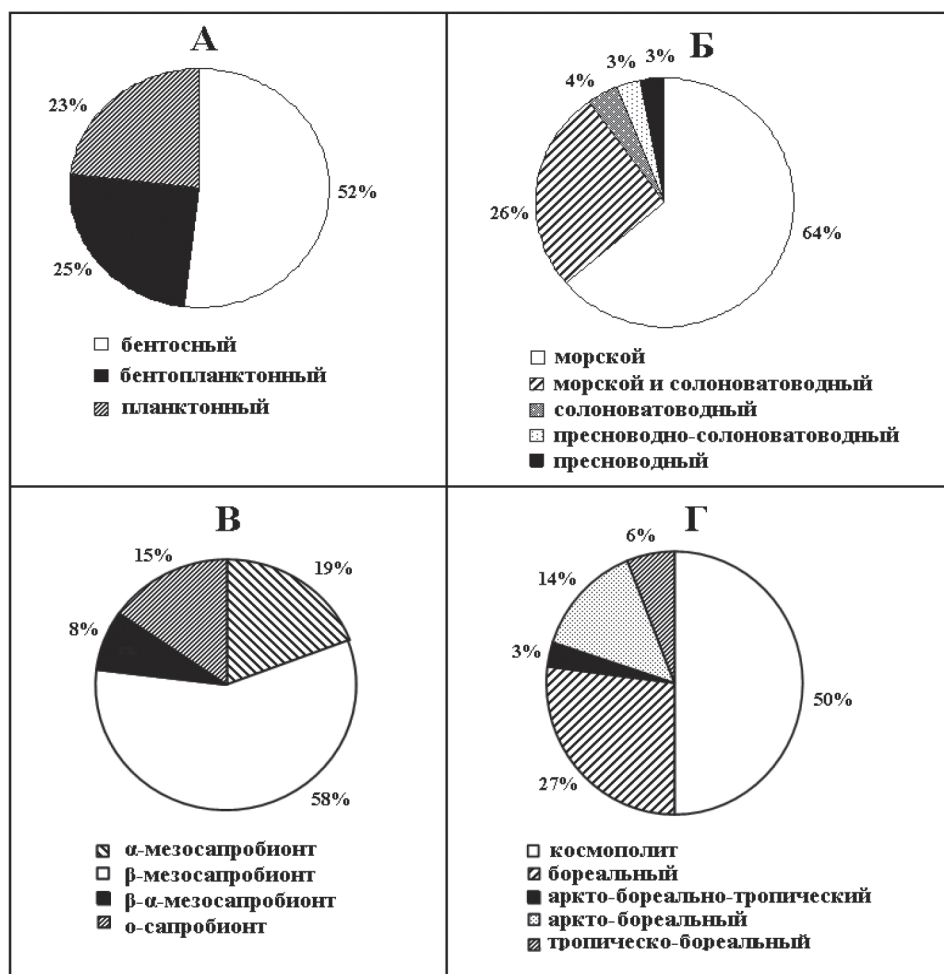 А
23%
52%
25%
бентосный
бентопланктонный
планктонный
Б
3% 3%
4%
26%
64%
морской
морской и солоноватоводный
солоноватоводный
пресноводно-солоноватоводный
пресноводный
В
15%
19%
8%
58%
α-мезосапробионт
β-мезосапробионт
β-α-мезосапробионт
о-сапробионт
Г
6%
14%
3%
50%
27%
космополит
бореальный
аркто-бореально-тропический
аркто-бореальный
тропическо-бореальный